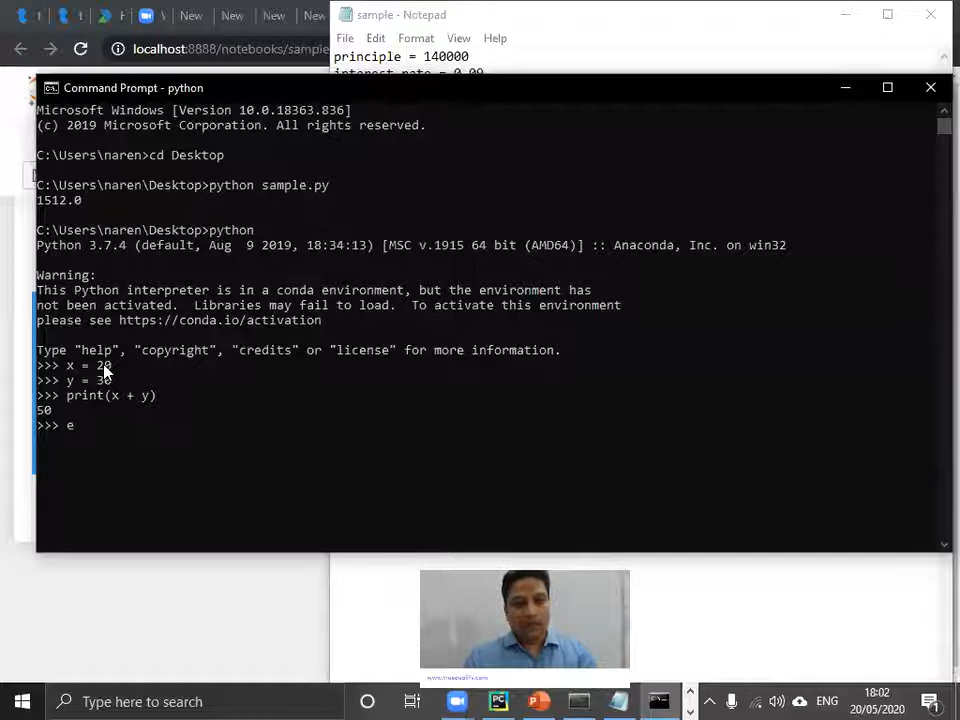 New
New
New
New
localhost:8888/notebooks/sample
sample - Notepad
File Edit Format View Help
principle = 140000
Command Prompt - python
Microsoft Windows [Version 10.0.18363.836]
(c) 2019 Microsoft Corporation. All rights reserved.
C:\Users\naren>cd Desktop
C:\Users\naren\Desktop>python sample.py
1512.0
C:\Users\naren\Desktop>python
Python 3.7.4 (default, Aug  9 2019, 18:34:13) [MSC v.1915 64 bit (AMD64)] :: Anaconda, Inc. on win32
Warning:
This Python interpreter is in a conda environment, but the environment has
not been activated.  Libraries may fail to load.  To activate this environment
please see https://conda.io/activation
Type "help", "copyright", "credits" or "license" for more information.
>>> x = 20
>>> y = 30
>>> print(x + y)
50
>>> e
Type here to search
ENG
18:02
20/05/2020